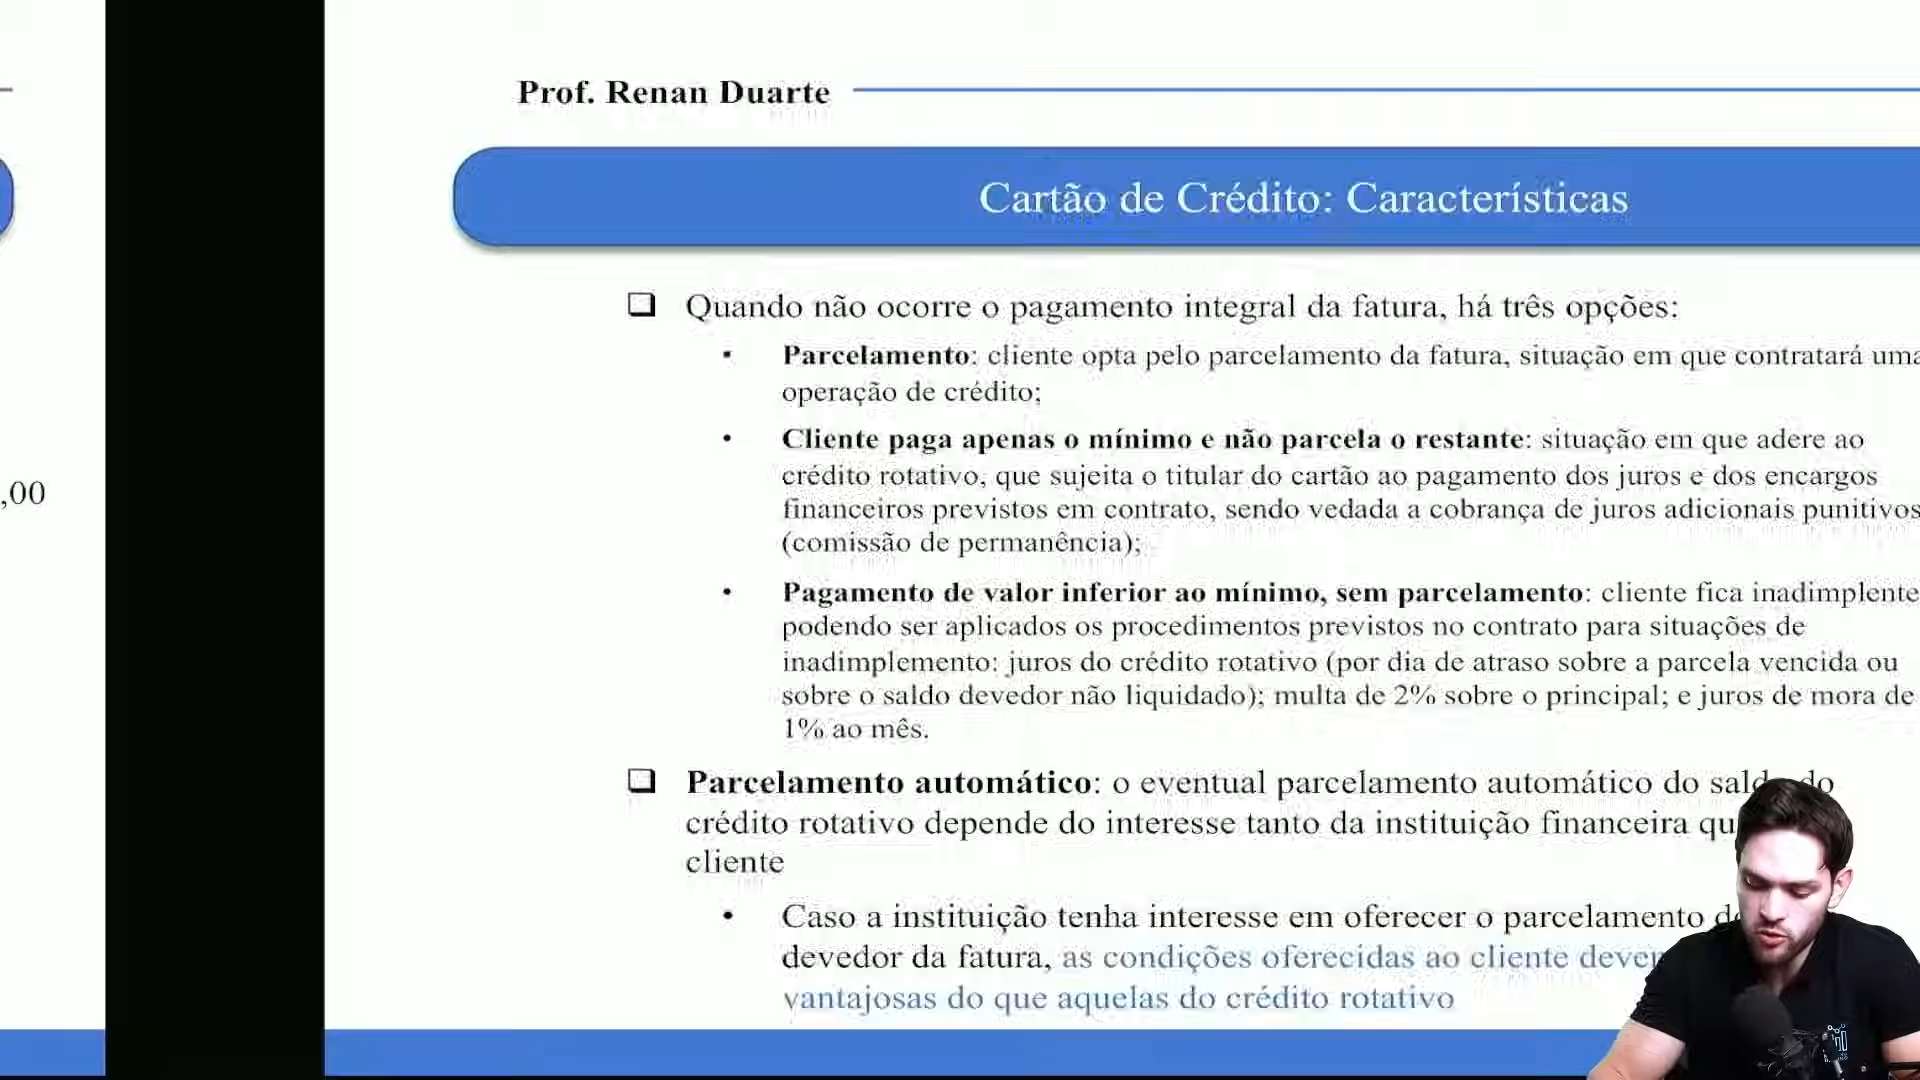 Prof. Renan Duarte
Cartão de Crédito: Características
❑ Quando não ocorre o pagamento integral da fatura, há três opções:
▪ Parcelamento: cliente opta pelo parcelamento da fatura, situação em que contratará uma
operação de crédito;
• Cliente paga apenas o mínimo e não parcela o restante: situação em que adere ao
crédito rotativo, que sujeita o titular do cartão ao pagamento dos juros e dos encargos
,00
financeiros previstos em contrato, sendo vedada a cobrança de juros adicionais punitivos
(comissão de permanência);
• Pagamento de valor inferior ao mínimo, sem parcelamento: cliente fica inadimplente
podendo ser aplicados os procedimentos previstos no contrato para situações de
inadimplemento: juros do crédito rotativo (por dia de atraso sobre a parcela vencida ou
sobre o saldo devedor não liquidado); multa de 2% sobre o principal; e juros de mora de
1% ao mês.
❑ Parcelamento automático: o eventual parcelamento automático do saldo do
crédito rotativo depende do interesse tanto da instituição financeira qu
cliente
• Caso a instituição tenha interesse em oferecer o parcelamento
devedor da fatura, as condições oferecidas ao cliente
vantajosas do que aquelas do crédito rotativo